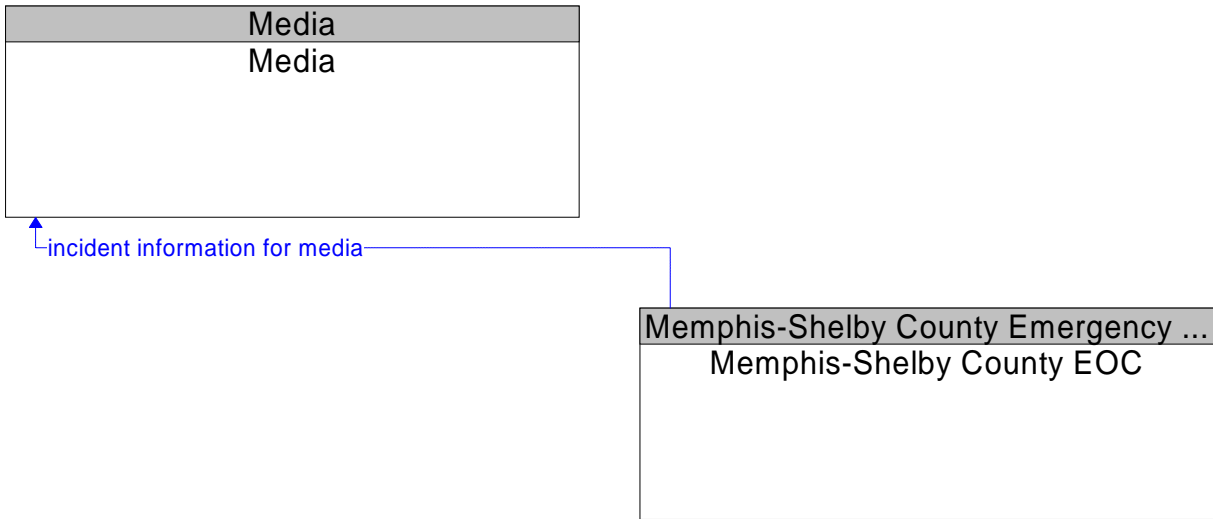 Media
Media
incident information for media
Memphis-Shelby County Emergency ...
Memphis-Shelby County EOC